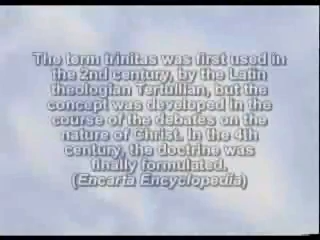 The term trinitas was first used in
the 2nd century, by the Latin
theologian Tertullian, but the
concept was developed in the
course of the debates on the
nature of Christ. In the 4th
century, the doctrine was
finally formulated.
(Encarta Encyclopedia)